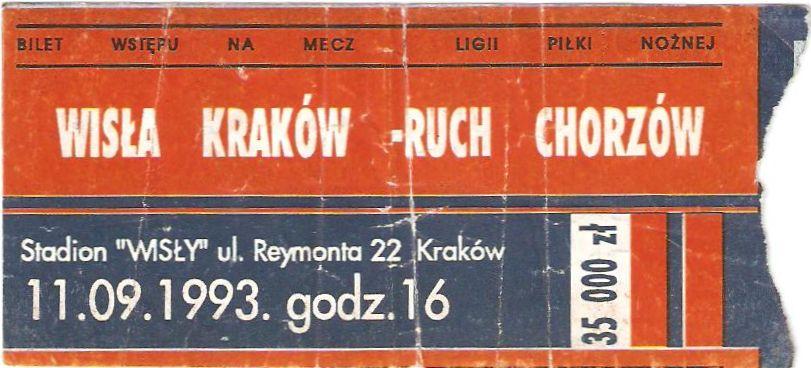 BILET WSTĘPU NA MECZ LIGII PIŁKI NOŻNEJ
WISŁA KRAKÓW -RUCH CHORZÓW
Stadion "WISŁY" ul. Reymonta 22 Kraków
11.09.1993. godz.16
35 000 zł